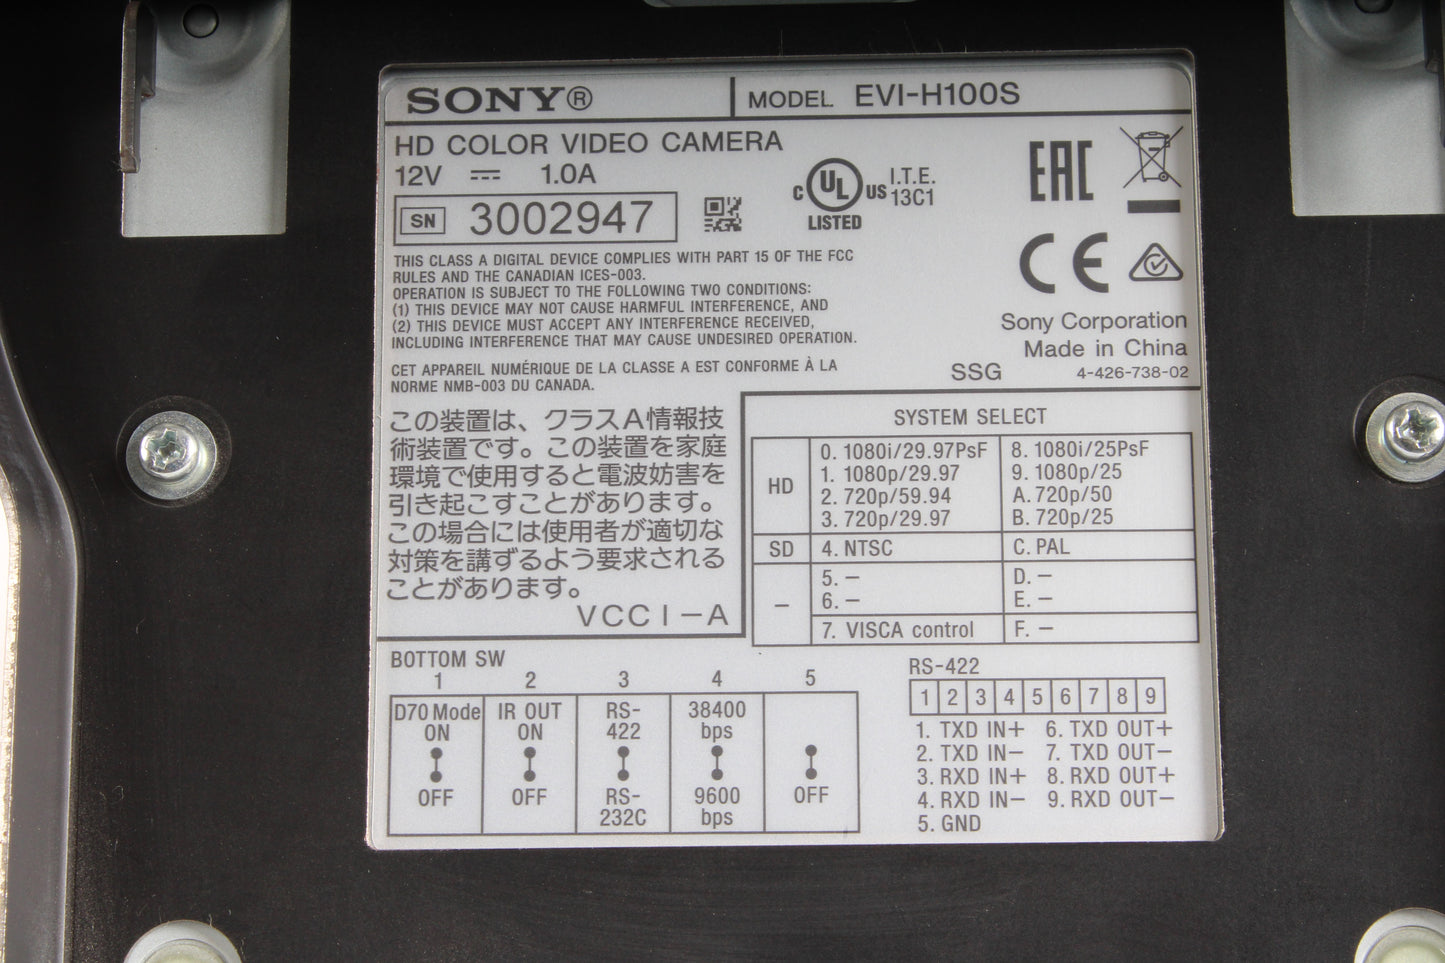 SONY®
MODEL EVI-H100S
HD COLOR VIDEO CAMERA
12V ⎓ 1.0A
SN 3002947
C UL US I.T.E.
13C1
LISTED
EAC
CE
THIS CLASS A DIGITAL DEVICE COMPLIES WITH PART 15 OF THE FCC
RULES AND THE CANADIAN ICES-003.
OPERATION IS SUBJECT TO THE FOLLOWING TWO CONDITIONS:
(1) THIS DEVICE MAY NOT CAUSE HARMFUL INTERFERENCE, AND
(2) THIS DEVICE MUST ACCEPT ANY INTERFERENCE RECEIVED,
INCLUDING INTERFERENCE THAT MAY CAUSE UNDESIRED OPERATION.
CET APPAREIL NUMÉRIQUE DE LA CLASSE A EST CONFORME À LA
NORME NMB-003 DU CANADA.
Sony Corporation
Made in China
SSG 4-426-738-02
この装置は、クラスA情報技
術装置です。この装置を家庭
環境で使用すると電波妨害を
引き起こすことがあります。
この場合には使用者が適切な
対策を講ずるよう要求される
ことがあります。
VCCI-A
SYSTEM SELECT
HD
0. 1080i/29.97PsF 8. 1080i/25PsF
1. 1080p/29.97 9. 1080p/25
2. 720p/59.94 A. 720p/50
3. 720p/29.97 B. 720p/25
SD 4. NTSC C. PAL
–
5. – D. –
6. – E. –
7. VISCA control F. –
BOTTOM SW
1 2 3 4 5
D70 Mode IR OUT RS- 38400
ON ON 422 bps
OFF OFF RS- 9600 OFF
232C bps
RS-422
1 2 3 4 5 6 7 8 9
1. TXD IN+ 6. TXD OUT+
2. TXD IN– 7. TXD OUT–
3. RXD IN+ 8. RXD OUT+
4. RXD IN– 9. RXD OUT–
5. GND